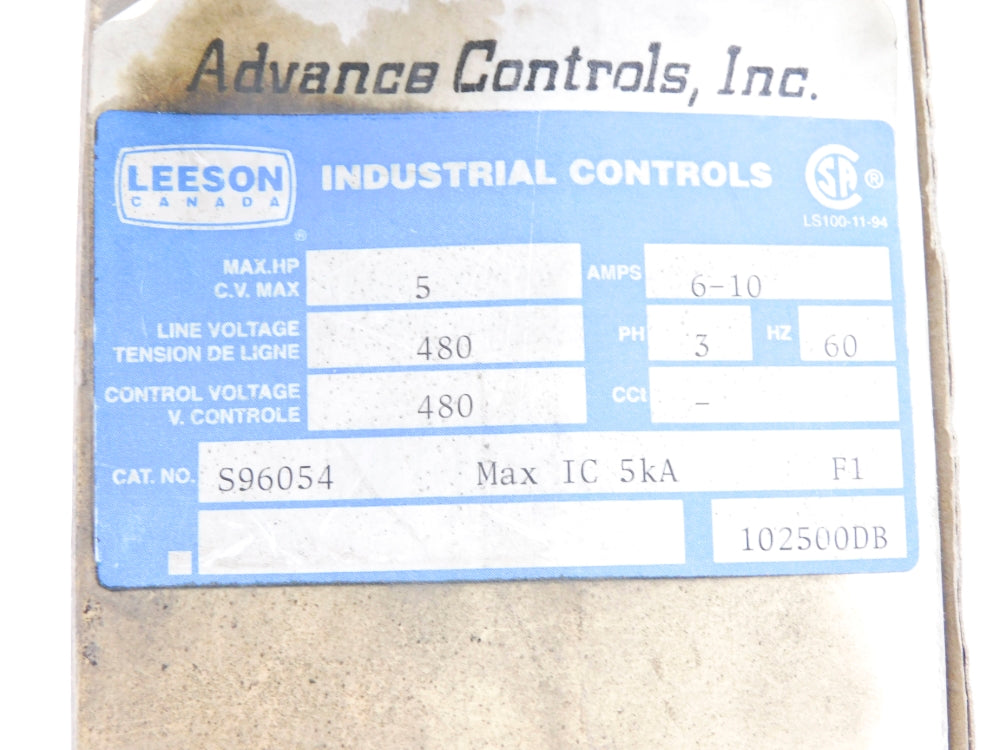 Advance Controls, Inc.
LEESON
CANADA
®
INDUSTRIAL CONTROLS
SA ®
LS100-11-94
MAX.HP
C.V. MAX
5
AMPS
6-10
LINE VOLTAGE
TENSION DE LIGNE
480
PH
3
HZ
60
CONTROL VOLTAGE
V. CONTROLE
480
CCt
–
CAT. NO.
S96054 Max IC 5kA F1
102500DB